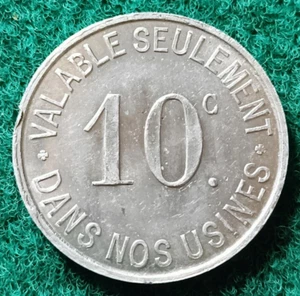 VALABLE SEULEMENT
10C.
DANS NOS USINES